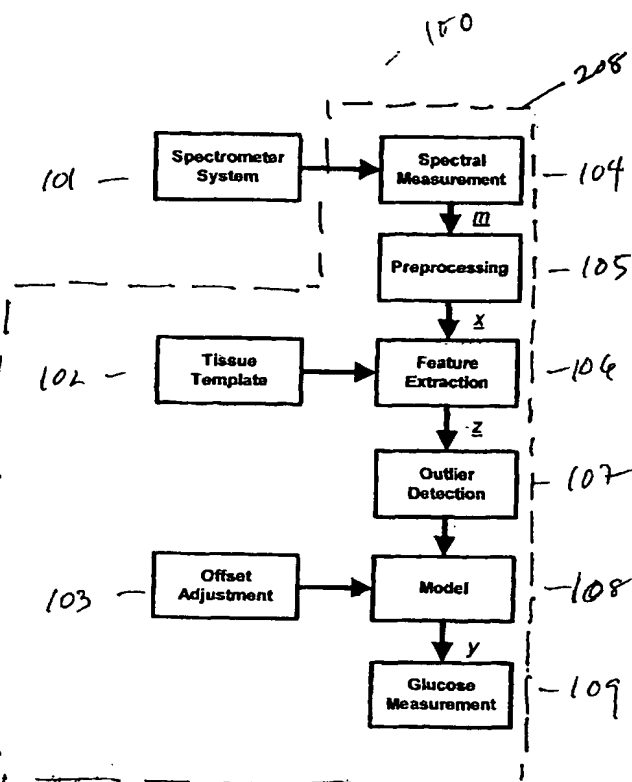 150
208
101
Spectrometer
System
Spectral
Measurement
104
m
Preprocessing
105
x
102
Tissue
Template
Feature
Extraction
106
z
Outlier
Detection
107
103
Offset
Adjustment
Model
108
y
Glucose
Measurement
109